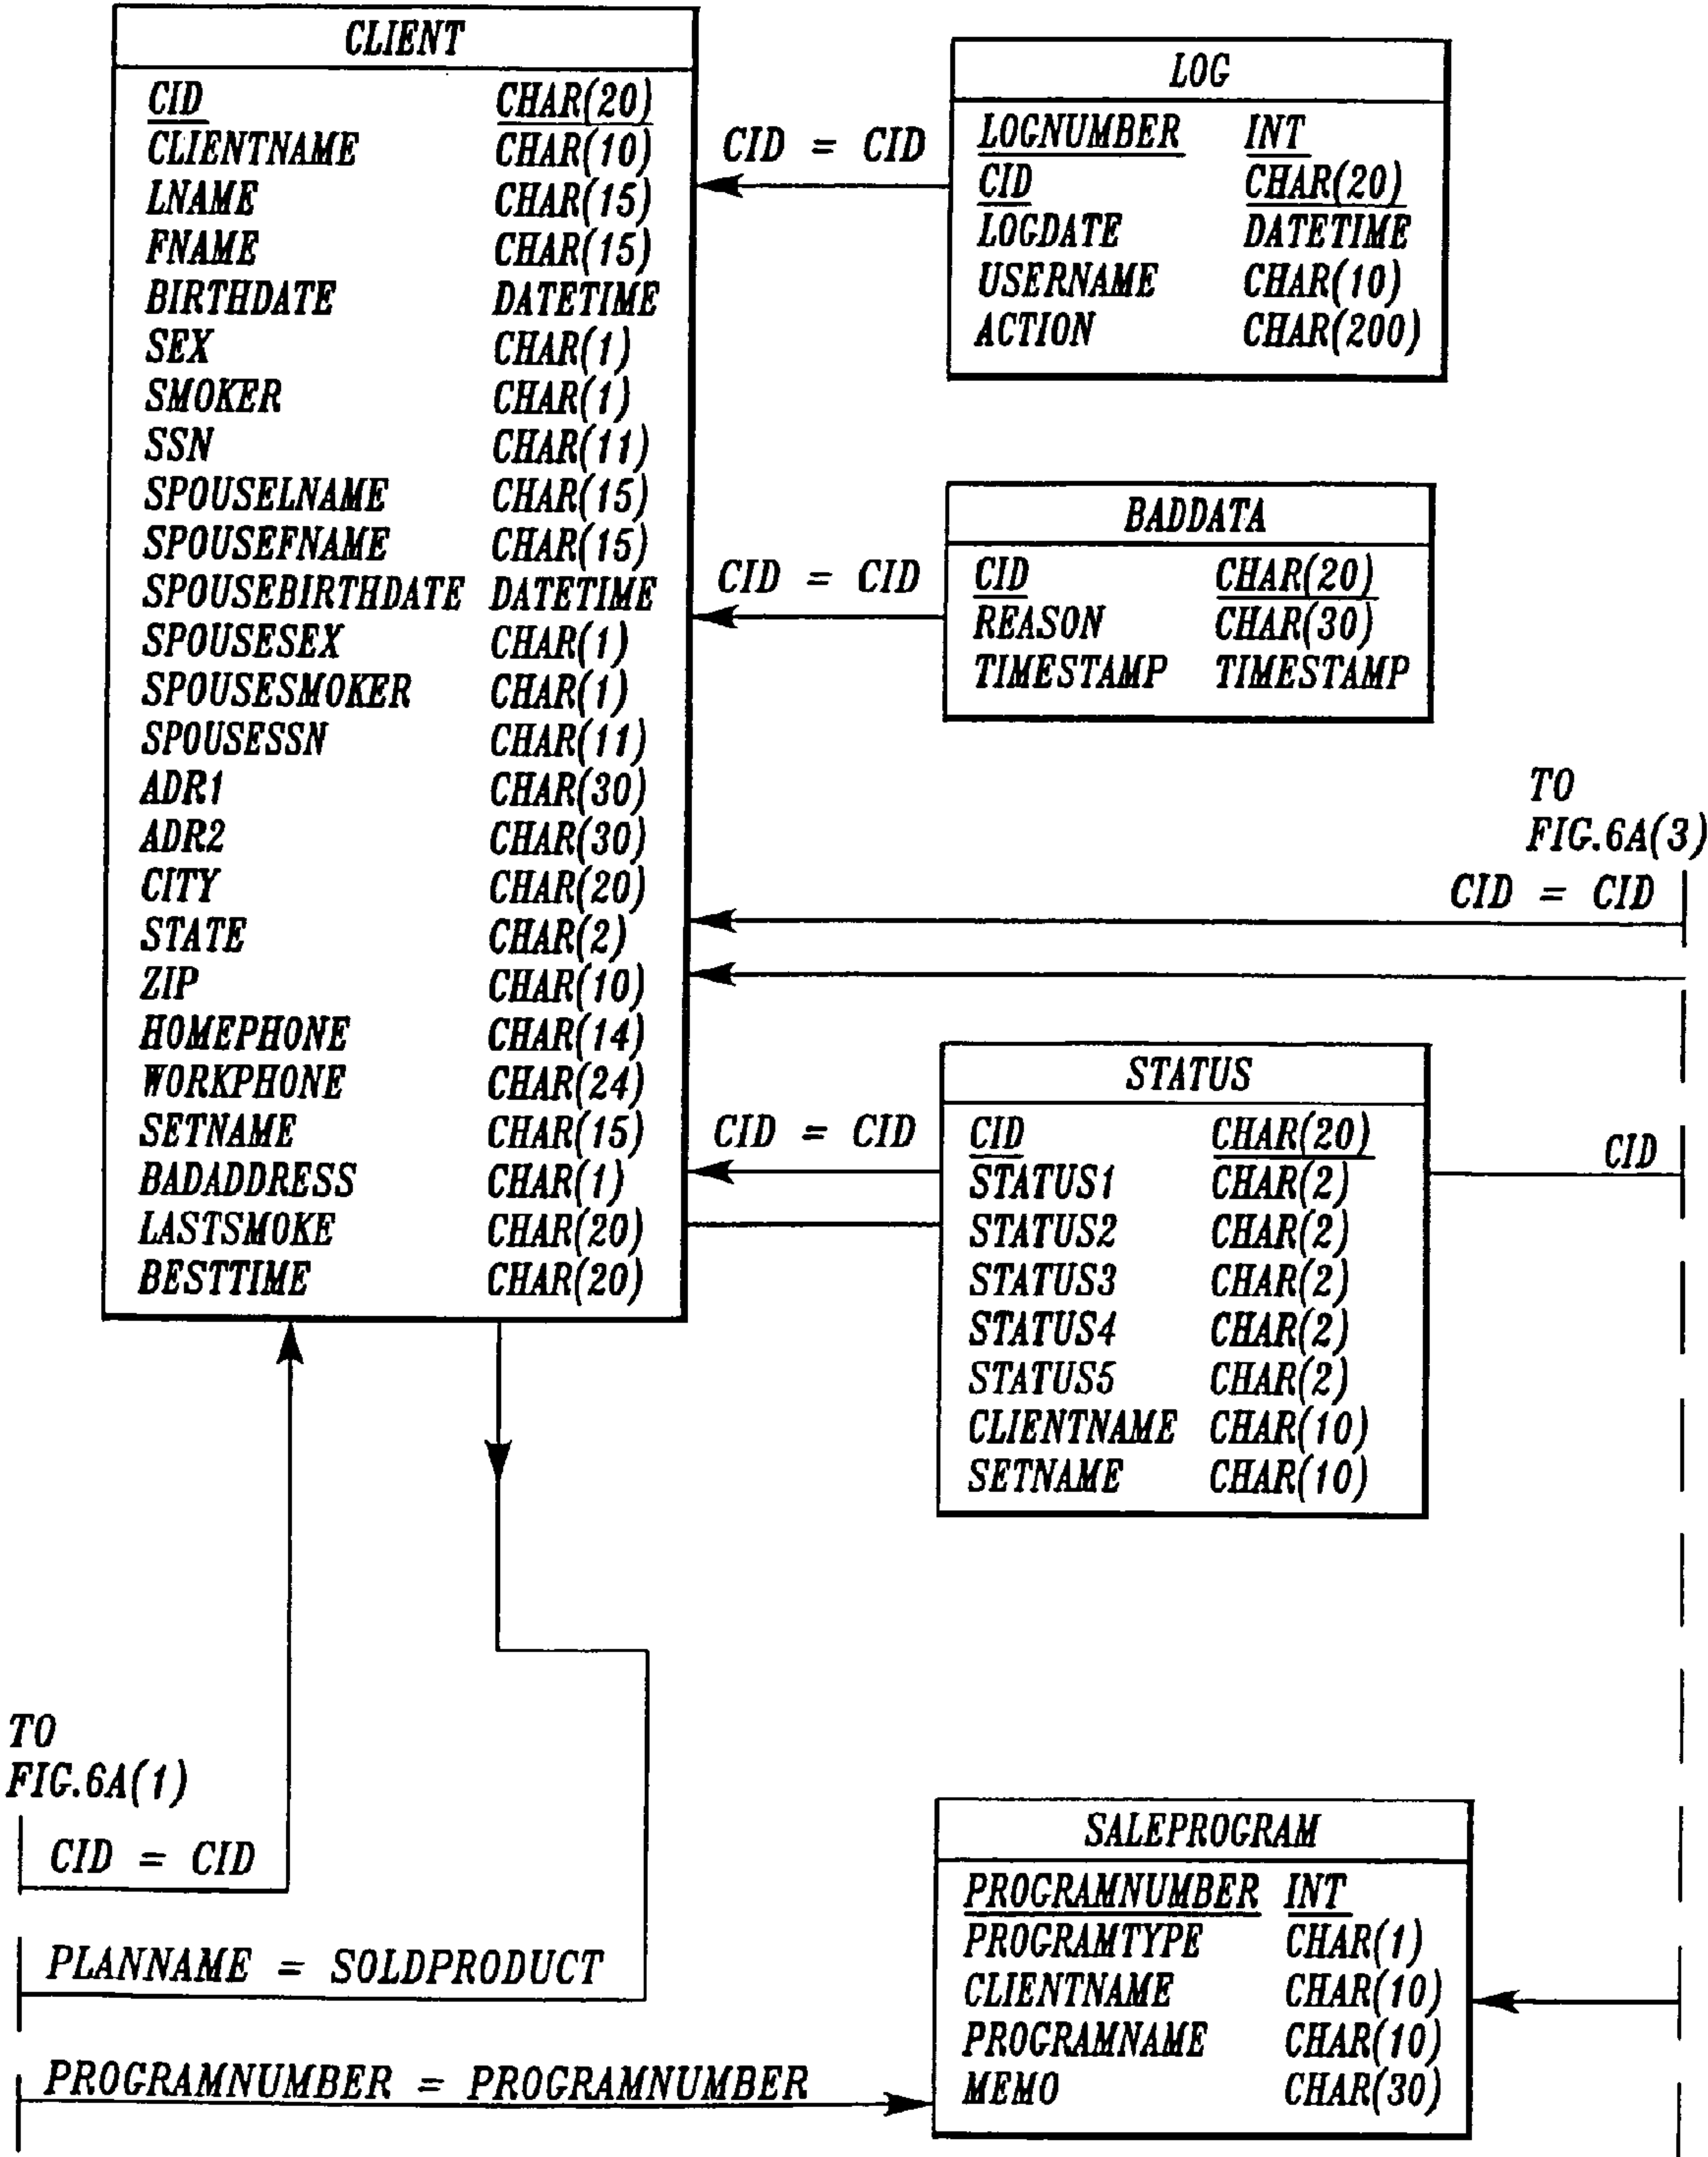 CLIENT
CID CHAR(20)
CLIENTNAME CHAR(10)
LNAME CHAR(15)
FNAME CHAR(15)
BIRTHDATE DATETIME
SEX CHAR(1)
SMOKER CHAR(1)
SSN CHAR(11)
SPOUSELNAME CHAR(15)
SPOUSEFNAME CHAR(15)
SPOUSEBIRTHDATE DATETIME
SPOUSESEX CHAR(1)
SPOUSESMOKER CHAR(1)
SPOUSESSN CHAR(11)
ADR1 CHAR(30)
ADR2 CHAR(30)
CITY CHAR(20)
STATE CHAR(2)
ZIP CHAR(10)
HOMEPHONE CHAR(14)
WORKPHONE CHAR(24)
SETNAME CHAR(15)
BADADDRESS CHAR(1)
LASTSMOKE CHAR(20)
BESTTIME CHAR(20)
CID = CID
LOG
LOGNUMBER INT
CID CHAR(20)
LOGDATE DATETIME
USERNAME CHAR(10)
ACTION CHAR(200)
CID = CID
BADDATA
CID CHAR(20)
REASON CHAR(30)
TIMESTAMP TIMESTAMP
TO
FIG.6A(3)
CID = CID
CID = CID
STATUS
CID CHAR(20)
STATUS1 CHAR(2)
STATUS2 CHAR(2)
STATUS3 CHAR(2)
STATUS4 CHAR(2)
STATUS5 CHAR(2)
CLIENTNAME CHAR(10)
SETNAME CHAR(10)
CID
TO
FIG.6A(1)
CID = CID
PLANNAME = SOLDPRODUCT
PROGRAMNUMBER = PROGRAMNUMBER
SALEPROGRAM
PROGRAMNUMBER INT
PROGRAMTYPE CHAR(1)
CLIENTNAME CHAR(10)
PROGRAMNAME CHAR(10)
MEMO CHAR(30)